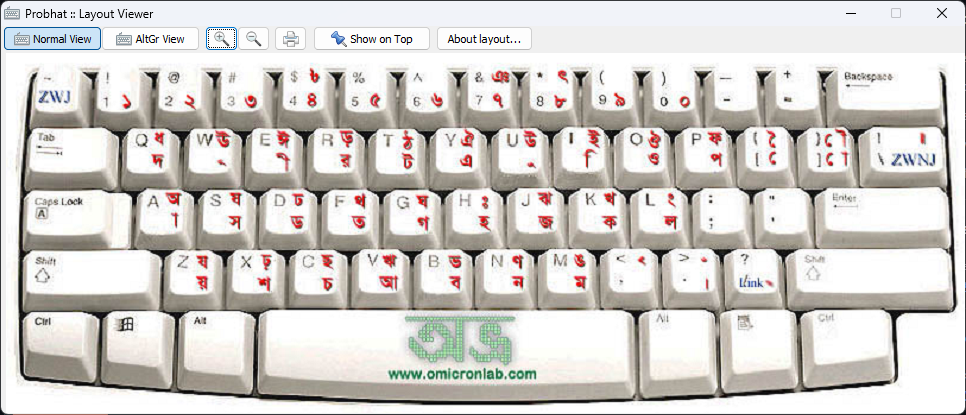 Probhat :: Layout Viewer
Normal View AltGr View Show on Top About layout...
~ ! @ # $ ৳ % ^ & ঞ * ৎ ( ) — + Backspace
ZWJ 1 ১ 2 ২ 3 ৩ 4 ৪ 5 ৫ 6 ৬ 7 ৭ 8 ৮ 9 ৯ 0 ০ - =
Tab Q ধ W ঊ E ঈ R ড় T ঠ Y ঐ U উ I ই O ঔ P ফ { ৈ } ৌ | ॥
দ ূ ী র ট এ ু ি ও প [ ে ] ো \ ZWNJ
Caps Lock A অ S ষ D ঢ F থ G ঘ H ঃ J ঝ K খ L ং : " Enter
A া স ড ত গ হ জ ক ল ; '
Shift Z য X ঢ় C ছ V ঋ B ভ N ণ M ঙ < ৃ > ঁ ? Shift
য় শ চ আ ব ন ম , . । link ্
Ctrl Alt অভ্র Alt Ctrl
www.omicronlab.com